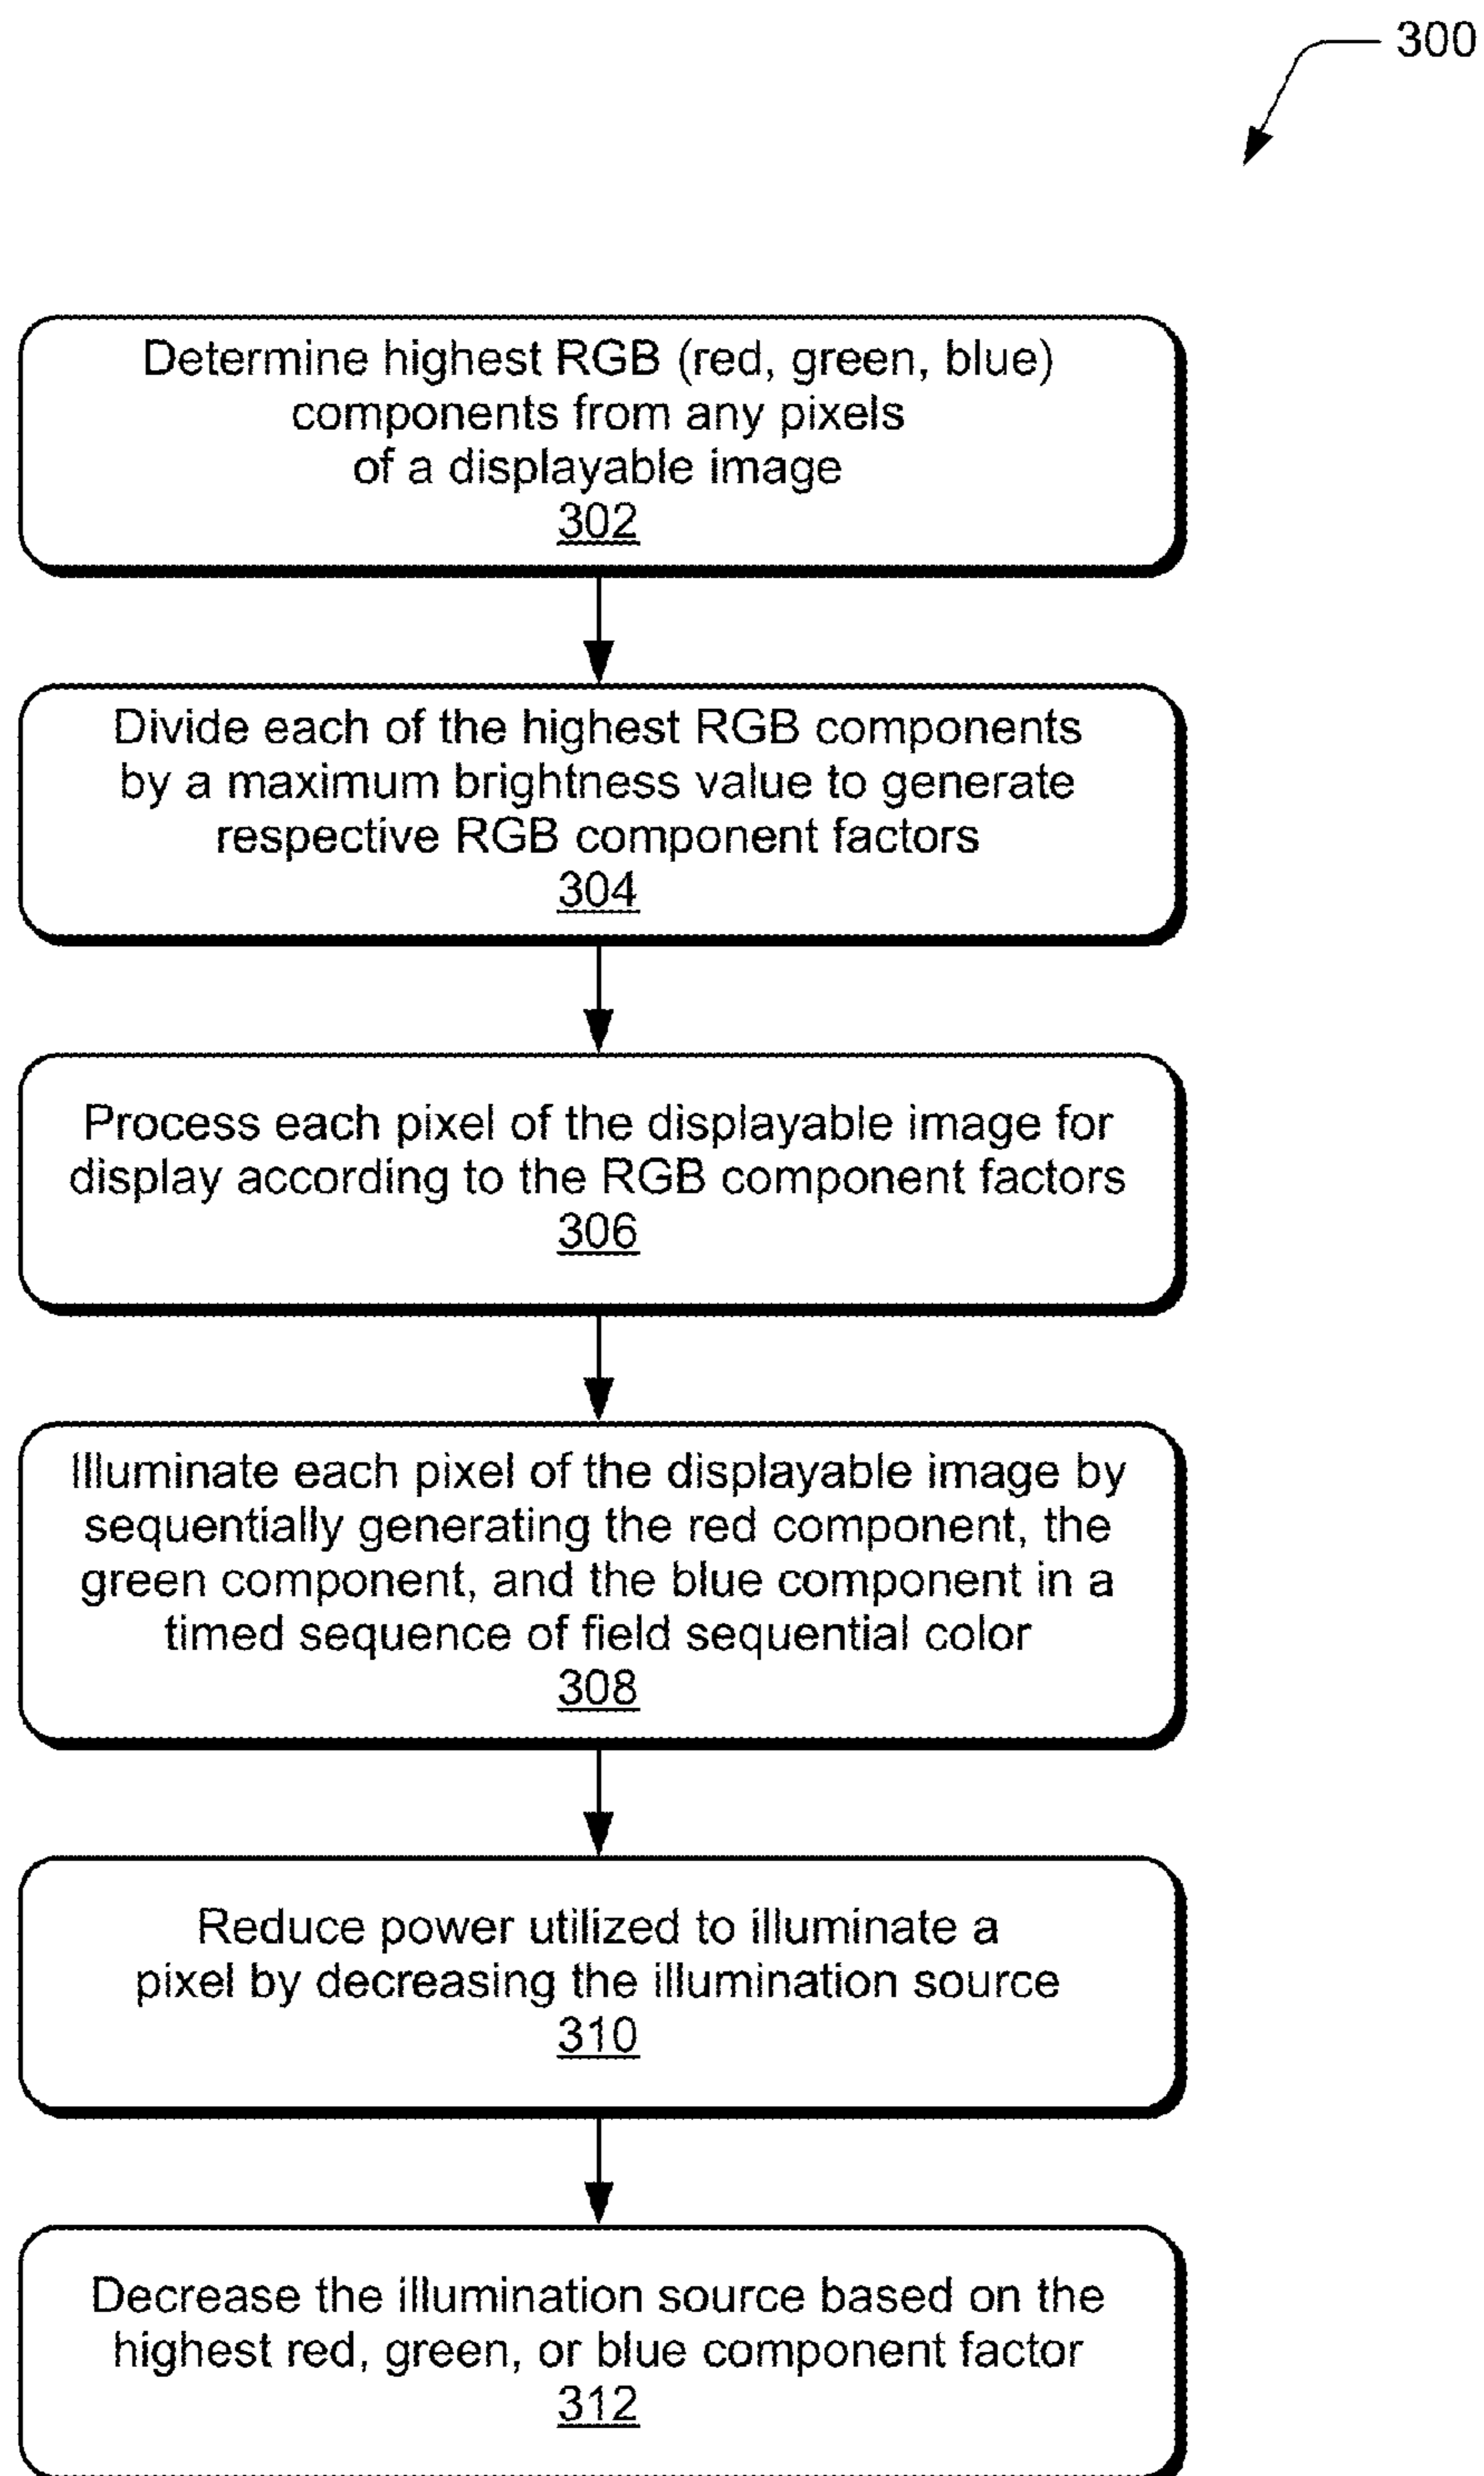 300
Determine highest RGB (red, green, blue)
components from any pixels
of a displayable image
302
Divide each of the highest RGB components
by a maximum brightness value to generate
respective RGB component factors
304
Process each pixel of the displayable image for
display according to the RGB component factors
306
Illuminate each pixel of the displayable image by
sequentially generating the red component, the
green component, and the blue component in a
timed sequence of field sequential color
308
Reduce power utilized to illuminate a
pixel by decreasing the illumination source
310
Decrease the illumination source based on the
highest red, green, or blue component factor
312